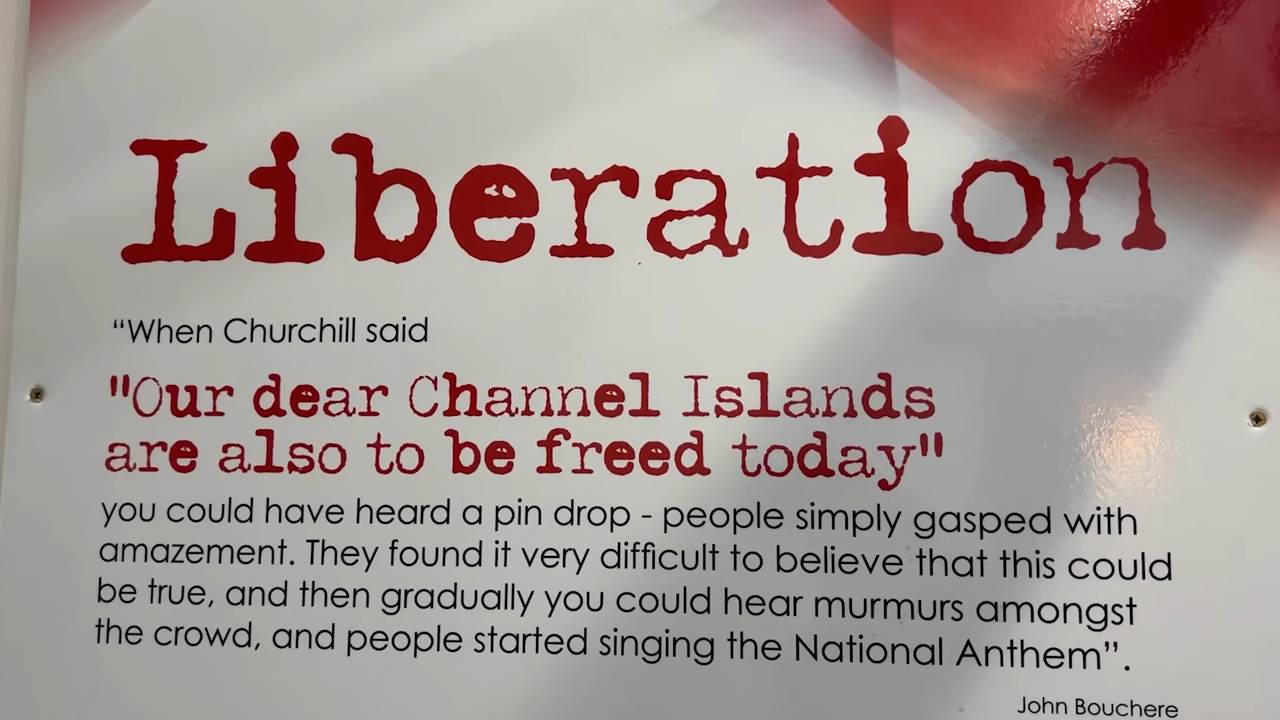 Liberation
“When Churchill said
"Our dear Channel Islands
are also to be freed today"
you could have heard a pin drop - people simply gasped with
amazement. They found it very difficult to believe that this could
be true, and then gradually you could hear murmurs amongst
the crowd, and people started singing the National Anthem”.
John Bouchere